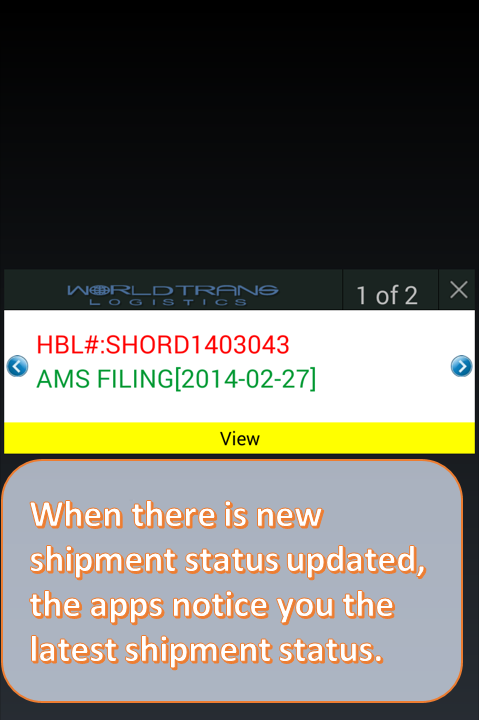 WORLDTRANS
LOGISTICS
1 of 2
HBL#:SHORD1403043
AMS FILING[2014-02-27]
View
When there is new
shipment status updated,
the apps notice you the
latest shipment status.